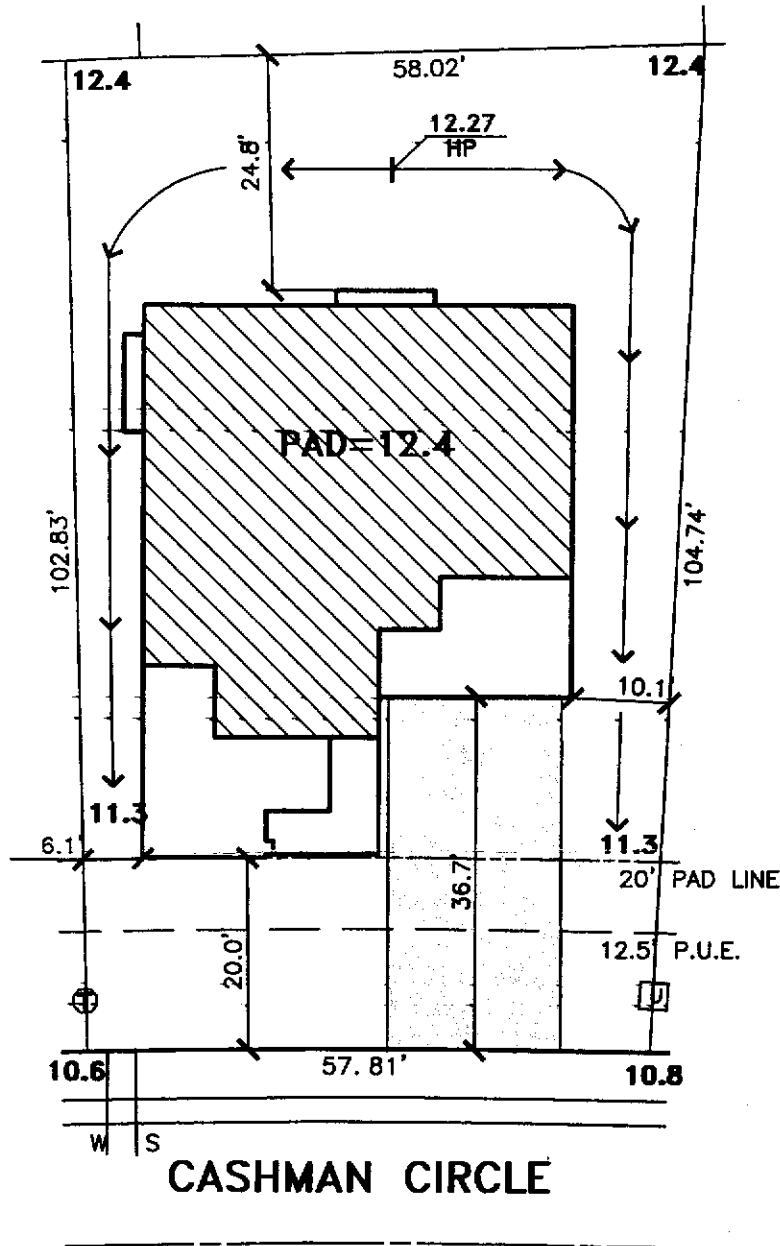 12.4
58.02'
12.4
12.27
HP
24.8'
PAD=12.4
102.83'
104.74'
10.1
11.3
6.1'
11.3
20' PAD LINE
36.7'
20.0'
12.5' P.U.E.
T
J
10.6
57.81'
10.8
W S
CASHMAN CIRCLE